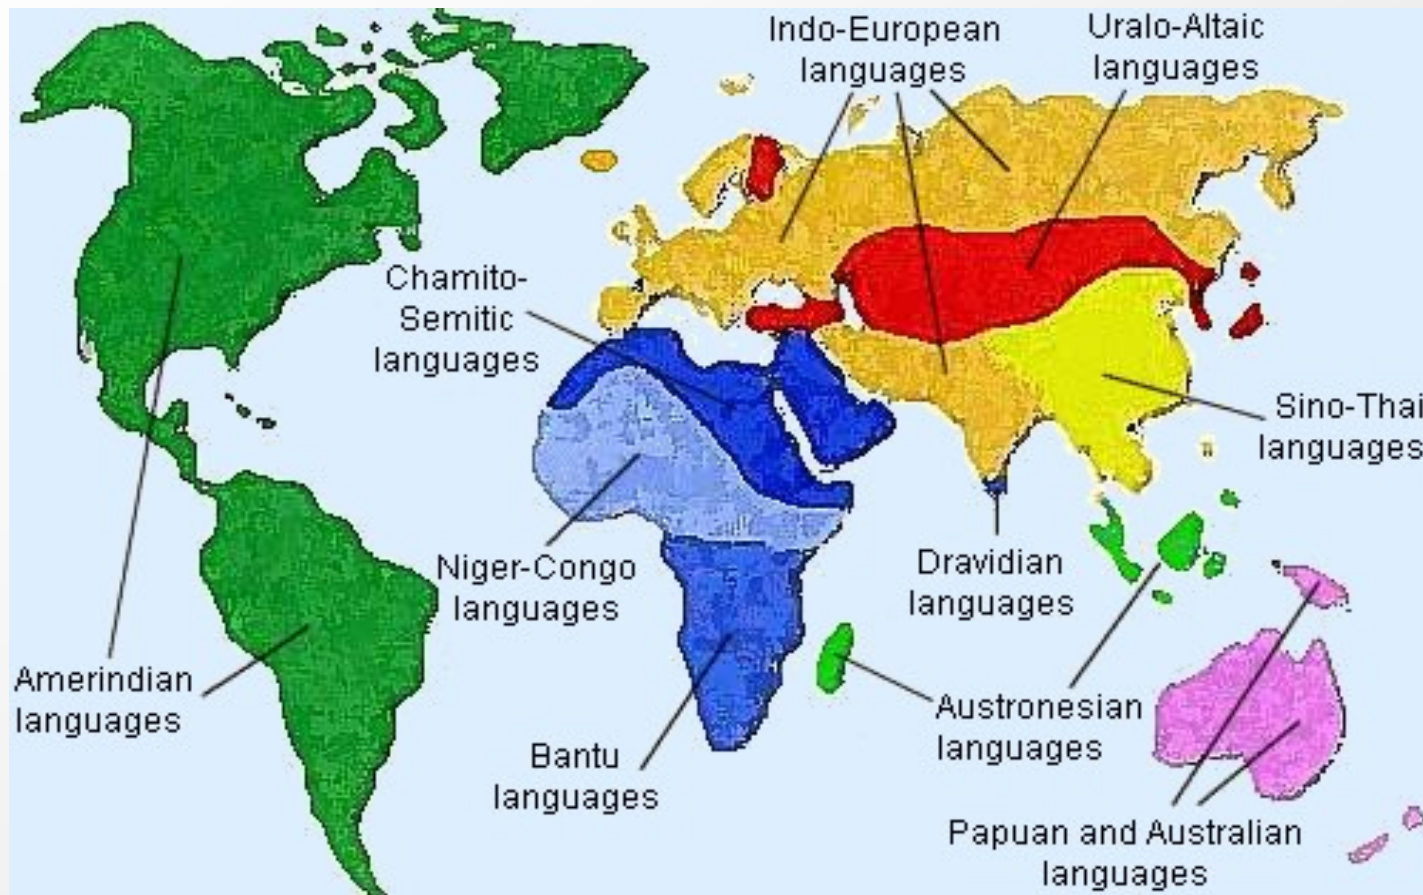 Indo-European
languages
Uralo-Altaic
languages
Chamito-
Semitic
languages
Sino-Thai
languages
Niger-Congo
languages
Dravidian
languages
Amerindian
languages
Austronesian
languages
Bantu
languages
Papuan and Australian
languages